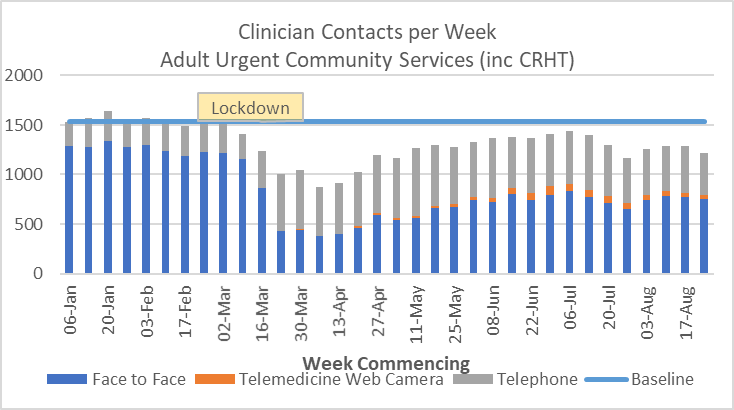 Clinician Contacts per Week
Adult Urgent Community Services (inc CRHT)
2000
1500
1000
500
0
Lockdown
06-Jan
20-Jan
03-Feb
17-Feb
02-Mar
16-Mar
30-Mar
13-Apr
27-Apr
11-May
25-May
08-Jun
22-Jun
06-Jul
20-Jul
03-Aug
17-Aug
Week Commencing
Face to Face Telemedicine Web Camera Telephone Baseline